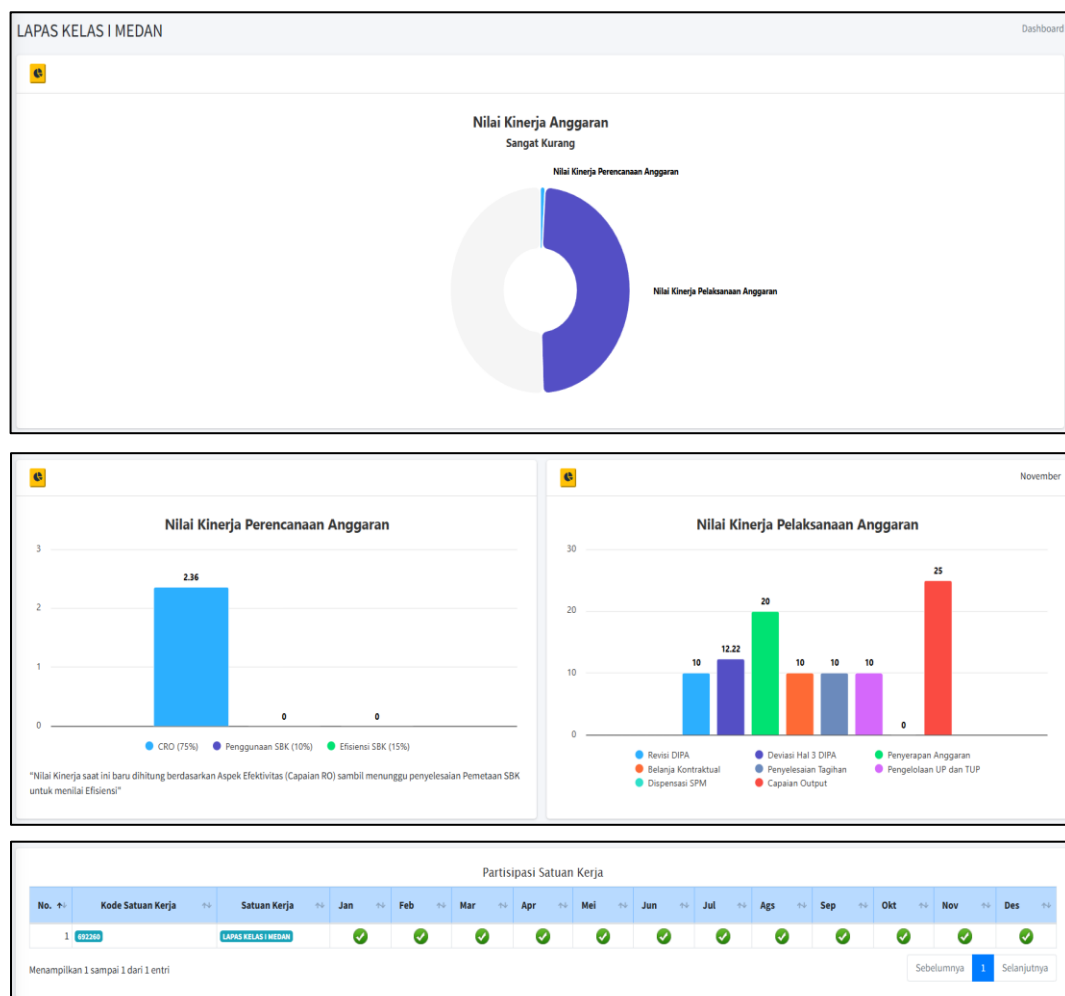 LAPAS KELAS I MEDAN
Dashboard
Nilai Kinerja Anggaran
Sangat Kurang
Nilai Kinerja Perencanaan Anggaran
Nilai Kinerja Pelaksanaan Anggaran
Nilai Kinerja Perencanaan Anggaran
3
2
1
0
2.36
0
0
CRO (75%) Penggunaan SBK (10%) Efisiensi SBK (15%)
"Nilai Kinerja saat ini baru dihitung berdasarkan Aspek Efektivitas (Capaian RO) sambil menunggu penyelesaian Pemetaan SBK
untuk menilai Efisiensi"
November
Nilai Kinerja Pelaksanaan Anggaran
30
20
10
0
10
12.22
20
10
10
10
0
25
Revisi DIPA Deviasi Hal 3 DIPA Penyerapan Anggaran
Belanja Kontraktual Penyelesaian Tagihan Pengelolaan UP dan TUP
Dispensasi SPM Capaian Output
Partisipasi Satuan Kerja
No. Kode Satuan Kerja Satuan Kerja Jan Feb Mar Apr Mei Jun Jul Ags Sep Okt Nov Des
1 692260 LAPAS KELAS I MEDAN
Menampilkan 1 sampai 1 dari 1 entri
Sebelumnya 1 Selanjutnya